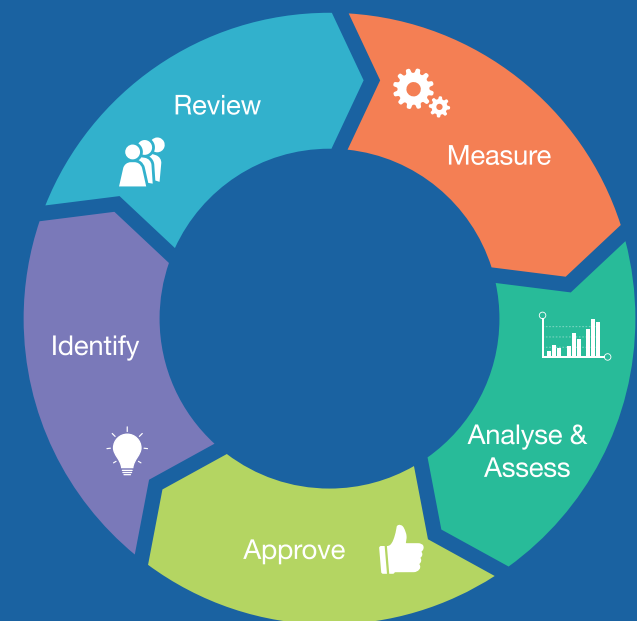 Review
Measure
Identify
Analyse &
Assess
Approve